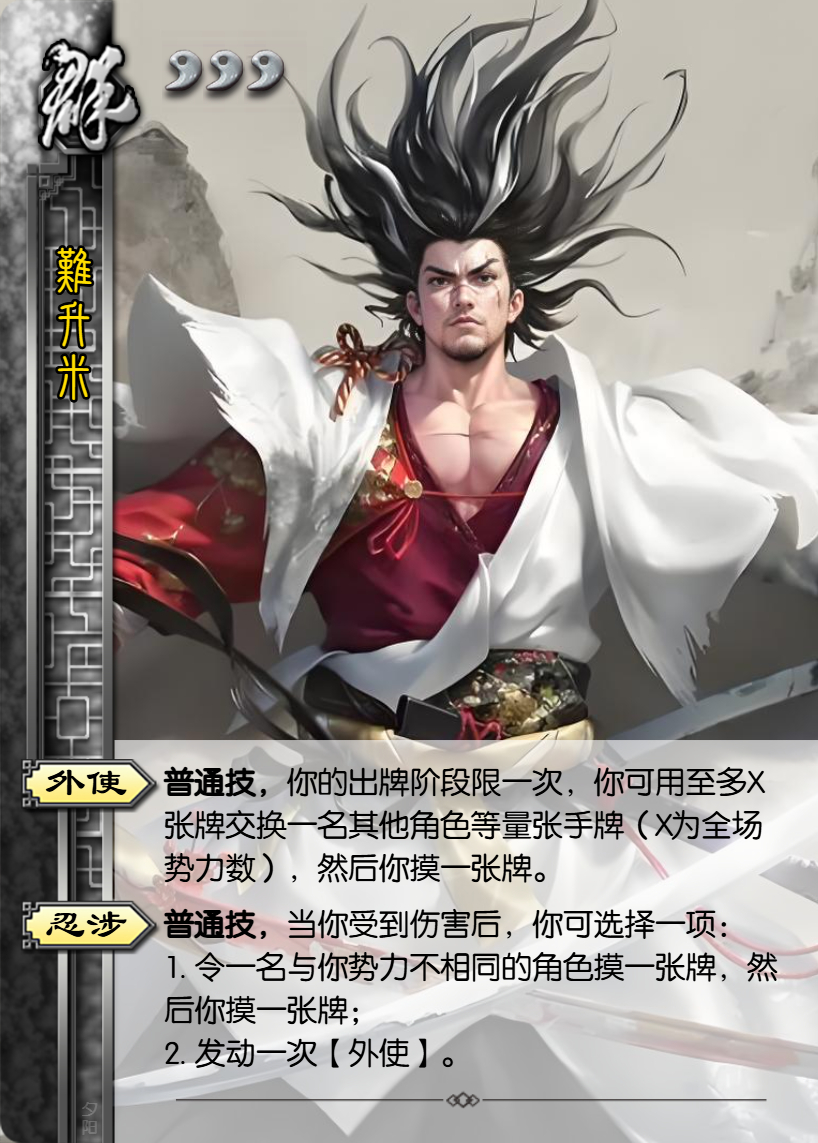 群
難升米
外使
普通技，你的出牌阶段限一次，你可用至多X
张牌交换一名其他角色等量张手牌（X为全场
势力数），然后你摸一张牌。
忍涉
普通技，当你受到伤害后，你可选择一项：
1. 令一名与你势力不相同的角色摸一张牌，然
后你摸一张牌；
2. 发动一次【外使】。
夕阳